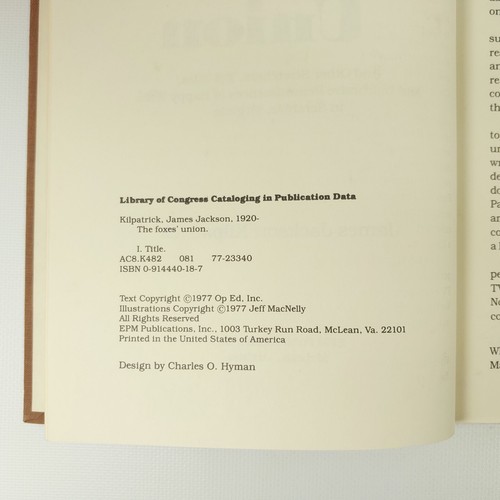 Library of Congress Cataloging in Publication Data
Kilpatrick, James Jackson, 1920-
The foxes' union.
I. Title.
AC8.K482 081 77-23340
ISBN 0-914440-18-7
Text Copyright ©1977 Op Ed, Inc.
Illustrations Copyright ©1977 Jeff MacNelly
All Rights Reserved
EPM Publications, Inc., 1003 Turkey Run Road, McLean, Va. 22101
Printed in the United States of America
Design by Charles O. Hyman